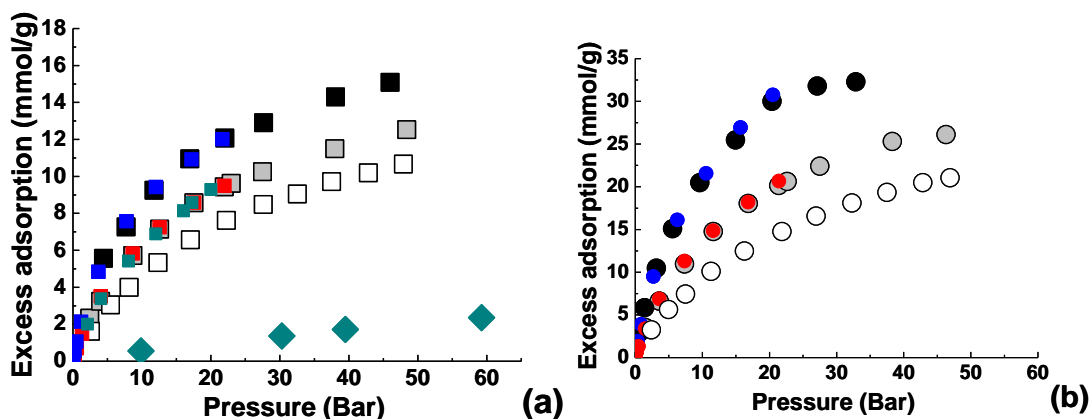 Excess adsorption (mmol/g)
18
16
14
12
10
8
6
4
2
0
0 10 20 30 40 50 60
Pressure (Bar)
(a)
Excess adsorption (mmol/g)
35
30
25
20
15
10
5
0
0 10 20 30 40 50 60
Pressure (Bar)
(b)